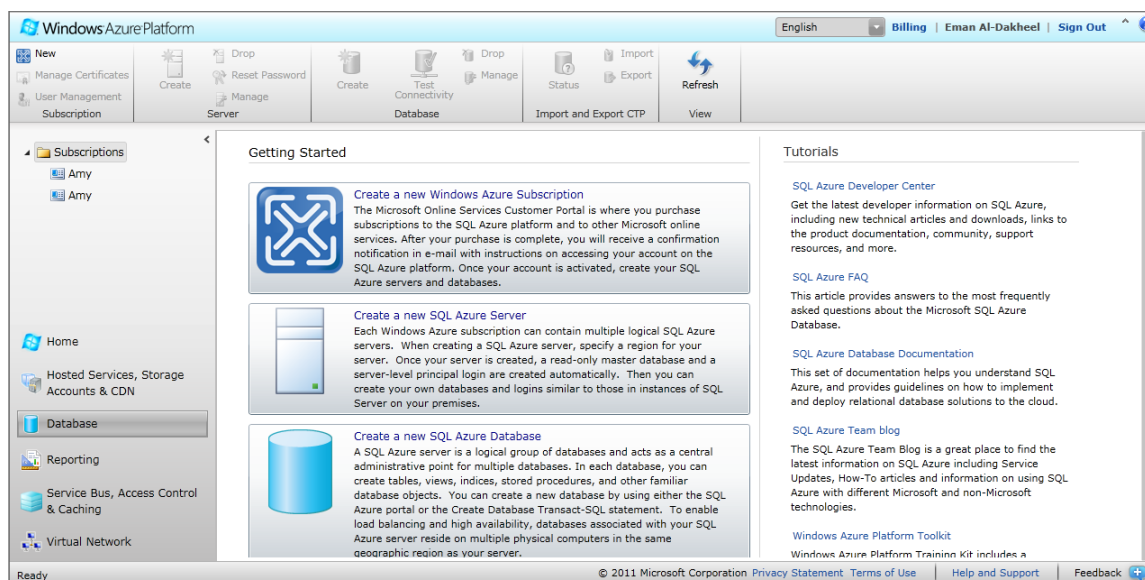 Windows Azure Platform
English
Billing | Eman Al-Dakheel | Sign Out
New
Manage Certificates
User Management
Subscription
Create
Drop
Reset Password
Manage
Server
Create
Test Connectivity
Drop
Manage
Database
Status
Import
Export
Import and Export CTP
Refresh
View
Subscriptions
Amy
Amy
Home
Hosted Services, Storage
Accounts & CDN
Database
Reporting
Service Bus, Access Control
& Caching
Virtual Network
Getting Started
Create a new Windows Azure Subscription
The Microsoft Online Services Customer Portal is where you purchase
subscriptions to the SQL Azure platform and to other Microsoft online
services. After your purchase is complete, you will receive a confirmation
notification in e-mail with instructions on accessing your account on the
SQL Azure platform. Once your account is activated, create your SQL
Azure servers and databases.
Create a new SQL Azure Server
Each Windows Azure subscription can contain multiple logical SQL Azure
servers. When creating a SQL Azure server, specify a region for your
server. Once your server is created, a read-only master database and a
server-level principal login are created automatically. Then you can
create your own databases and logins similar to those in instances of SQL
Server on your premises.
Create a new SQL Azure Database
A SQL Azure server is a logical group of databases and acts as a central
administrative point for multiple databases. In each database, you can
create tables, views, indices, stored procedures, and other familiar
database objects. You can create a new database by using either the SQL
Azure portal or the Create Database Transact-SQL statement. To enable
load balancing and high availability, databases associated with your SQL
Azure server reside on multiple physical computers in the same
geographic region as your server.
Tutorials
SQL Azure Developer Center
Get the latest developer information on SQL Azure,
including new technical articles and downloads, links to
the product documentation, community, support
resources, and more.
SQL Azure FAQ
This article provides answers to the most frequently
asked questions about the Microsoft SQL Azure
Database.
SQL Azure Database Documentation
This set of documentation helps you understand SQL
Azure, and provides guidelines on how to implement
and deploy relational database solutions to the cloud.
SQL Azure Team blog
The SQL Azure Team Blog is a great place to find the
latest information on SQL Azure including Service
Updates, How-To articles and information on using SQL
Azure with different Microsoft and non-Microsoft
technologies.
Windows Azure Platform Toolkit
Windows Azure Platform Training Kit includes a
Ready
© 2011 Microsoft Corporation Privacy Statement Terms of Use | Help and Support | Feedback